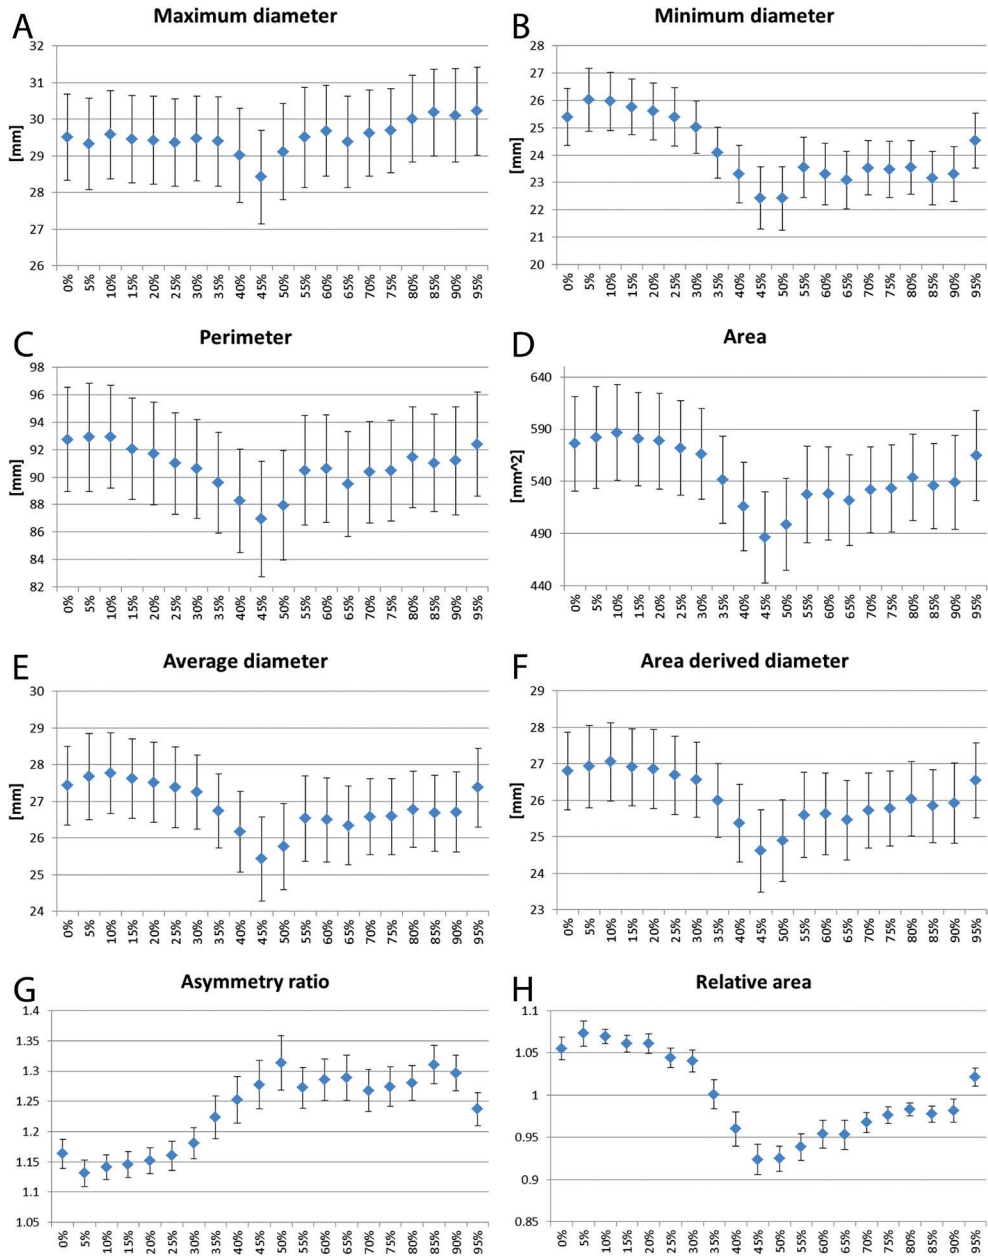 A Maximum diameter
[mm]
32
31
30
29
28
27
26
0% 5% 10% 15% 20% 25% 30% 35% 40% 45% 50% 55% 60% 65% 70% 75% 80% 85% 90% 95%
B Minimum diameter
[mm]
28
27
26
25
24
23
22
21
20
0% 5% 10% 15% 20% 25% 30% 35% 40% 45% 50% 55% 60% 65% 70% 75% 80% 85% 90% 95%
C Perimeter
[mm]
98
96
94
92
90
88
86
84
82
0% 5% 10% 15% 20% 25% 30% 35% 40% 45% 50% 55% 60% 65% 70% 75% 80% 85% 90% 95%
D Area
[mm^2]
640
590
540
490
440
0% 5% 10% 15% 20% 25% 30% 35% 40% 45% 50% 55% 60% 65% 70% 75% 80% 85% 90% 95%
E Average diameter
[mm]
30
29
28
27
26
25
24
0% 5% 10% 15% 20% 25% 30% 35% 40% 45% 50% 55% 60% 65% 70% 75% 80% 85% 90% 95%
F Area derived diameter
[mm]
29
28
27
26
25
24
23
0% 5% 10% 15% 20% 25% 30% 35% 40% 45% 50% 55% 60% 65% 70% 75% 80% 85% 90% 95%
G Asymmetry ratio
1.4
1.35
1.3
1.25
1.2
1.15
1.1
1.05
0% 5% 10% 15% 20% 25% 30% 35% 40% 45% 50% 55% 60% 65% 70% 75% 80% 85% 90% 95%
H Relative area
1.1
1.05
1
0.95
0.9
0.85
0% 5% 10% 15% 20% 25% 30% 35% 40% 45% 50% 55% 60% 65% 70% 75% 80% 85% 90% 95%